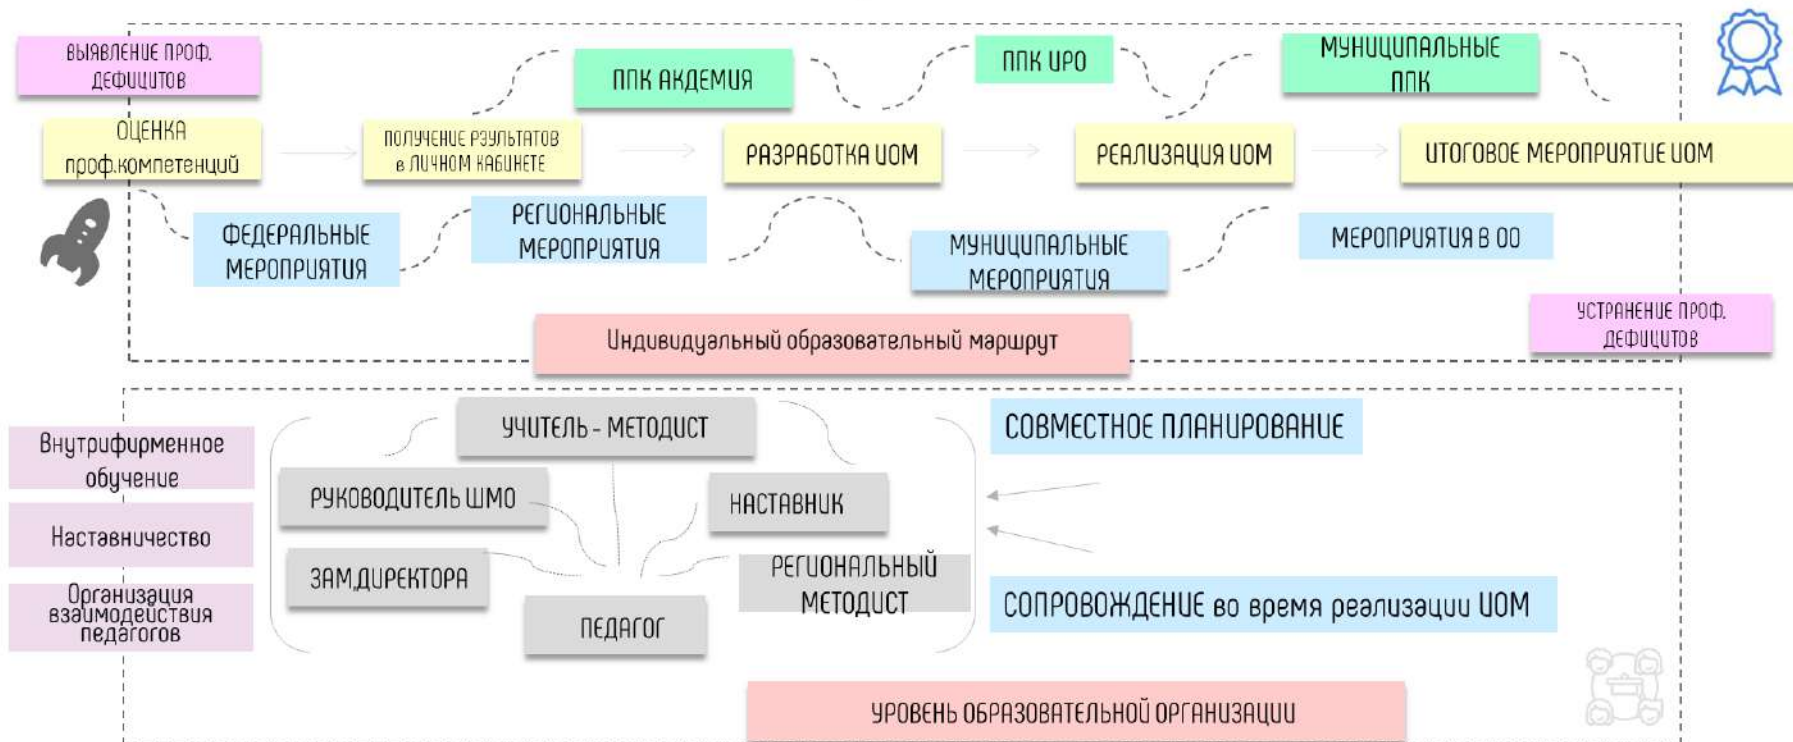 ВЫЯВЛЕНИЕ ПРОФ.
ДЕФИЦИТОВ
ППК АКДЕМИЯ
ППК ИРО
МУНИЦИПАЛЬНЫЕ
ППК
ОЦЕНКА
проф.компетенций
ПОЛУЧЕНИЕ РЭУЛЬТАТОВ
в ЛИЧНОМ КАБИНЕТЕ
РАЗРАБОТКА ИОМ
РЕАЛИЗАЦИЯ ИОМ
ИТОГОВОЕ МЕРОПРИЯТИЕ ИОМ
ФЕДЕРАЛЬНЫЕ
МЕРОПРИЯТИЯ
РЕГИОНАЛЬНЫЕ
МЕРОПРИЯТИЯ
МУНИЦИПАЛЬНЫЕ
МЕРОПРИЯТИЯ
МЕРОПРИЯТИЯ В ОО
УСТРАНЕНИЕ ПРОФ.
ДЕФИЦИТОВ
Индивидуальный образовательный маршрут
Внутрифирменное
обучение
Наставничество
Организация
взаимодействия
педагогов
УЧИТЕЛЬ - МЕТОДИСТ
РУКОВОДИТЕЛЬ ШМО
НАСТАВНИК
ЗАМ,ДИРЕКТОРА
РЕГИОНАЛЬНЫЙ
МЕТОДИСТ
ПЕДАГОГ
СОВМЕСТНОЕ ПЛАНИРОВАНИЕ
СОПРОВОЖДЕНИЕ во время реализации ИОМ
УРОВЕНЬ ОБРАЗОВАТЕЛЬНОЙ ОРГАНИЗАЦИИ